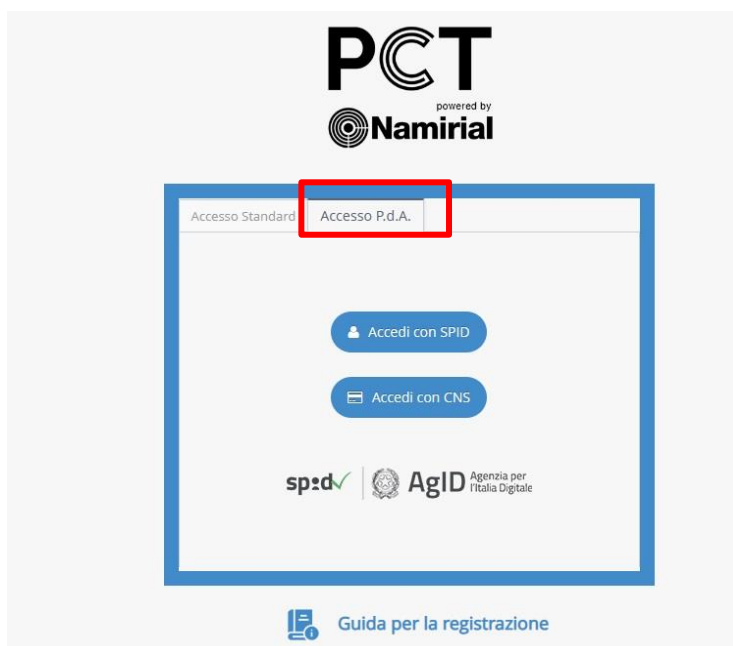 PCT
powered by
Namirial
Accesso Standard
Accesso P.d.A.
Accedi con SPID
Accedi con CNS
sp:d
AgID
Agenzia per
l'Italia Digitale
Guida per la registrazione